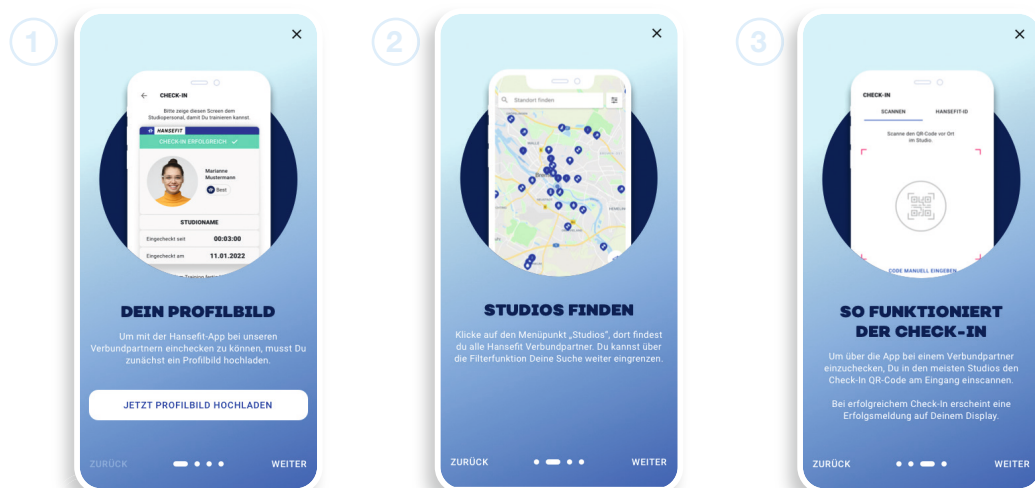 1
CHECK-IN
Bitte zeige diesen Screen dem
Studiopersonal, damit Du trainieren kannst.
HANSEFIT
CHECK-IN ERFOLGREICH
Marianne
Mustermann
Best
STUDIONAME
Eingecheckt seit 00:03:00
Eingecheckt am 11.01.2022
DEIN PROFILBILD
Um mit der Hansefit-App bei unseren
Verbundpartnern einchecken zu können, musst Du
zunächst ein Profilbild hochladen.
JETZT PROFILBILD HOCHLADEN
ZURÜCK WEITER
2
Standort finden
STUDIOS FINDEN
Klicke auf den Menüpunkt „Studios", dort findest
du alle Hansefit Verbundpartner. Du kannst über
die Filterfunktion Deine Suche weiter eingrenzen.
ZURÜCK WEITER
3
CHECK-IN
SCANNEN HANSEFIT-ID
Scanne den QR-Code vor Ort
im Studio.
CODE MANUELL EINGEBEN
SO FUNKTIONIERT
DER CHECK-IN
Um über die App bei einem Verbundpartner
einzuchecken, Du in den meisten Studios den
Check-In QR-Code am Eingang einscannen.
Bei erfolgreichem Check-In erscheint eine
Erfolgsmeldung auf Deinem Display.
ZURÜCK WEITER